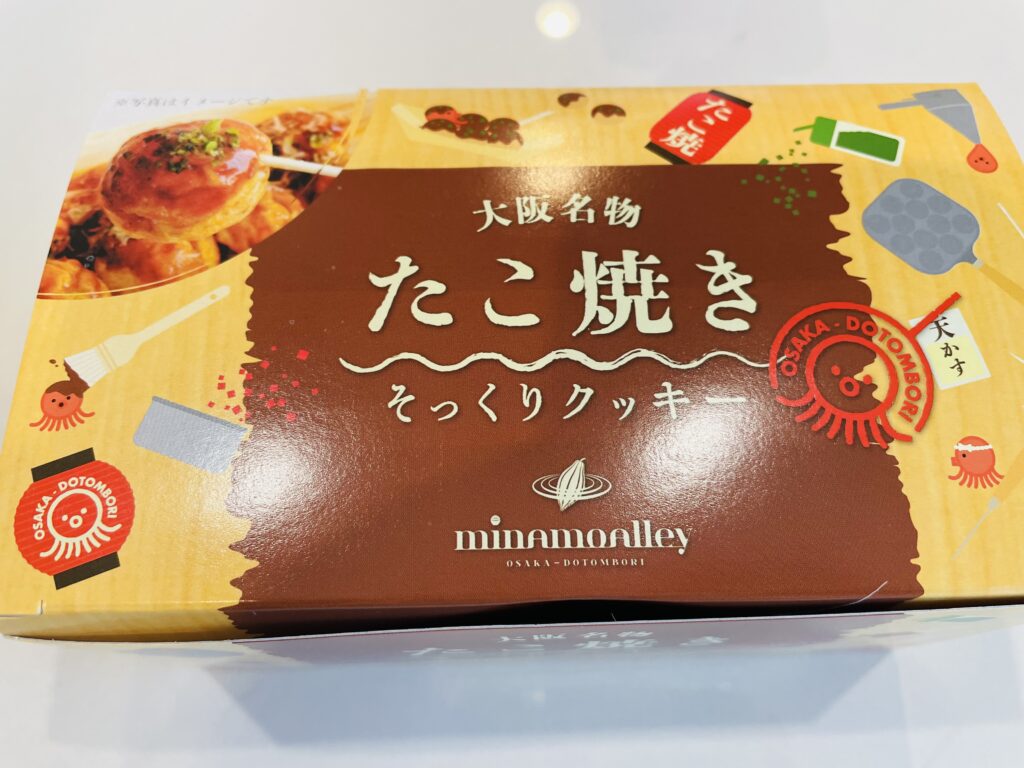 ※写真はイメージです
たこ焼
大阪名物
たこ焼き
そっくりクッキー
OSAKA - DOTOMBORI
天かす
OSAKA - DOTOMBORI
minamoalley
OSAKA-DOTOMBORI
大阪名物
たこ焼き